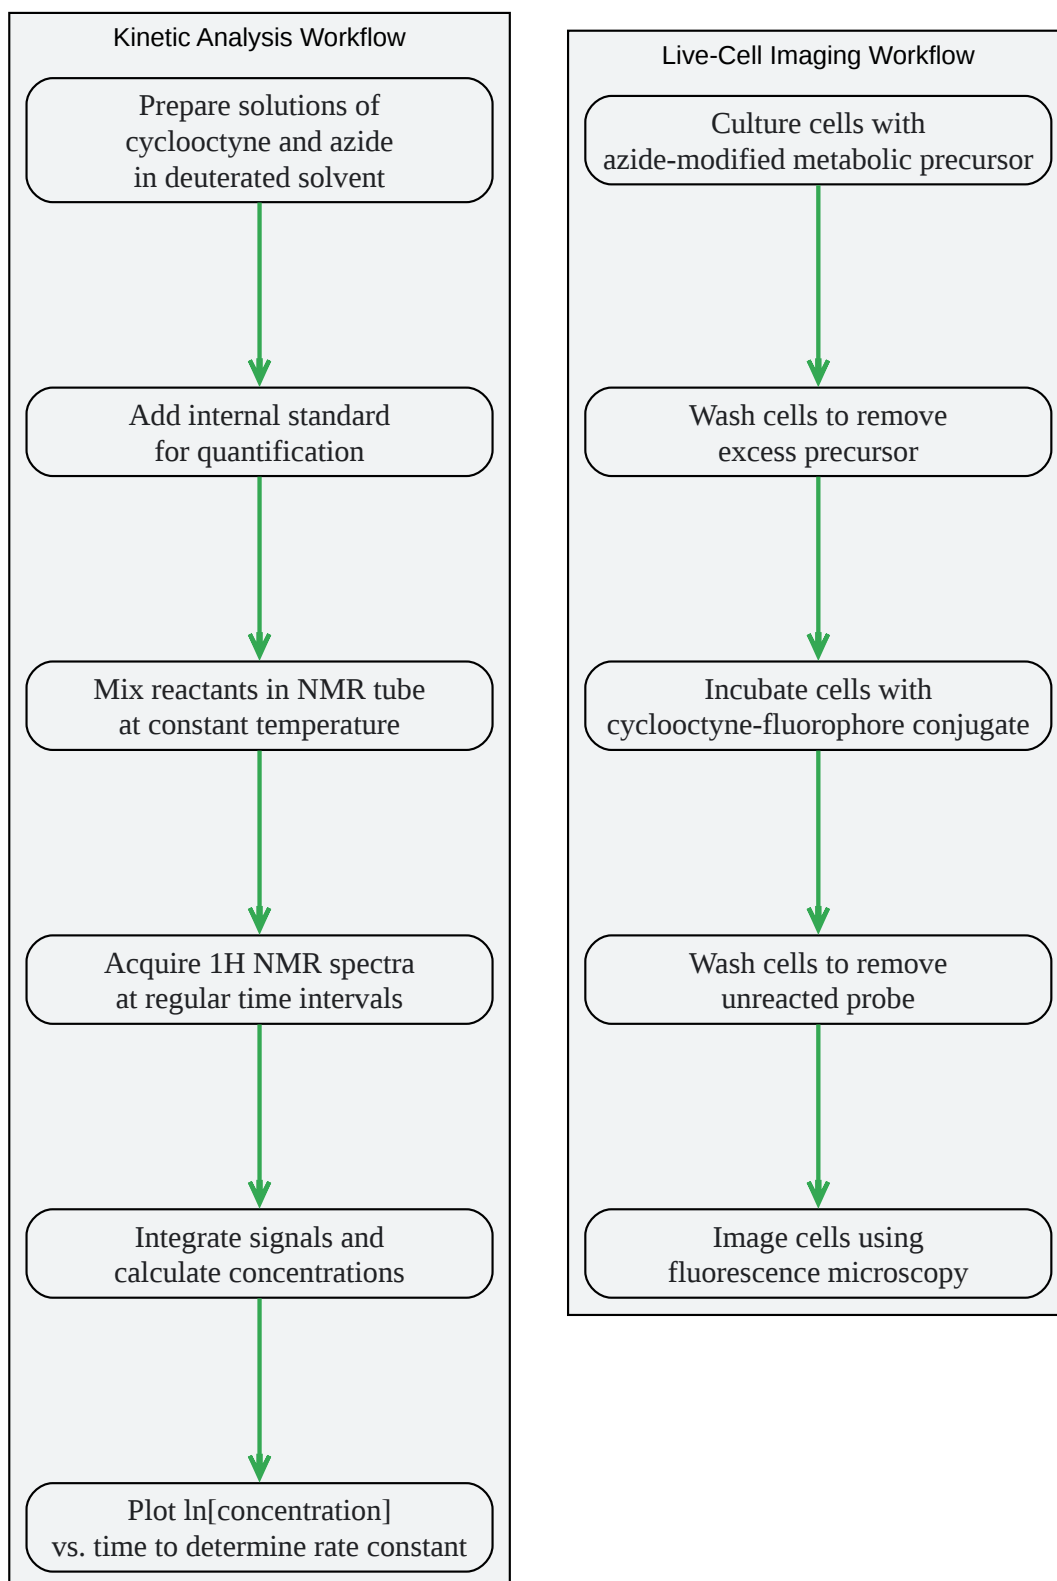 Kinetic Analysis Workflow
Prepare solutions of
cyclooctyne and azide
in deuterated solvent
Add internal standard
for quantification
Mix reactants in NMR tube
at constant temperature
Acquire 1H NMR spectra
at regular time intervals
Integrate signals and
calculate concentrations
Plot ln[concentration]
vs. time to determine rate constant
Live-Cell Imaging Workflow
Culture cells with
azide-modified metabolic precursor
Wash cells to remove
excess precursor
Incubate cells with
cyclooctyne-fluorophore conjugate
Wash cells to remove
unreacted probe
Image cells using
fluorescence microscopy